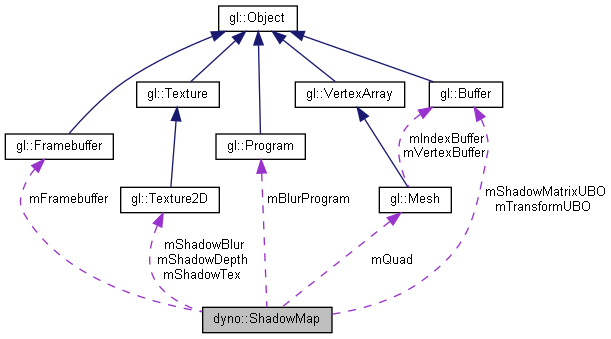 gl::Object
gl::Texture
gl::VertexArray
gl::Buffer
gl::Framebuffer
gl::Program
mIndexBuffer
mVertexBuffer
mFramebuffer
gl::Texture2D
mBlurProgram
gl::Mesh
mShadowMatrixUBO
mTransformUBO
mShadowBlur
mShadowDepth
mShadowTex
mQuad
dyno::ShadowMap